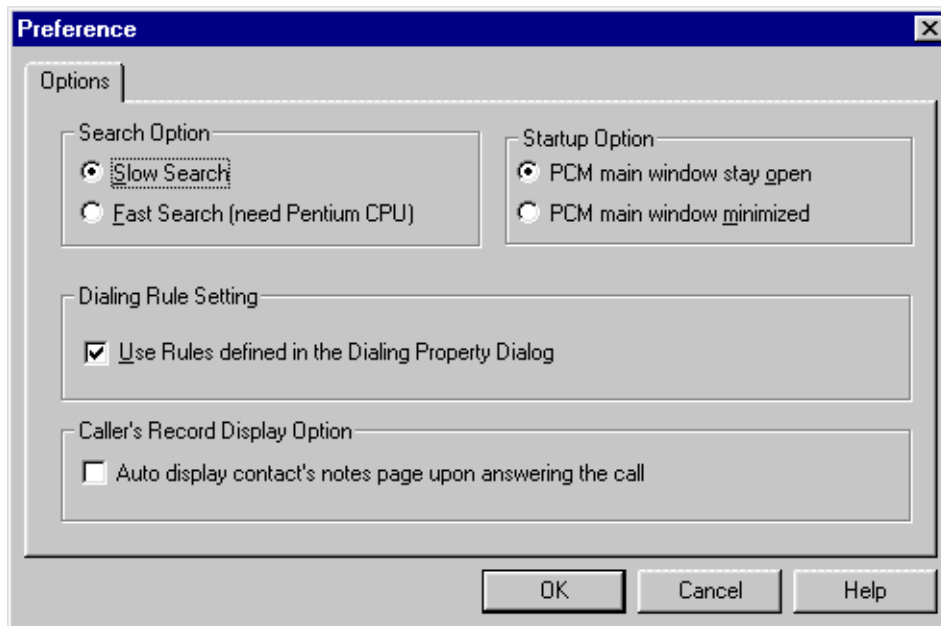 Preference
Options
Search Option
Slow Search
Fast Search (need Pentium CPU)
Startup Option
PCM main window stay open
PCM main window minimized
Dialing Rule Setting
Use Rules defined in the Dialing Property Dialog
Caller's Record Display Option
Auto display contact's notes page upon answering the call
OK
Cancel
Help